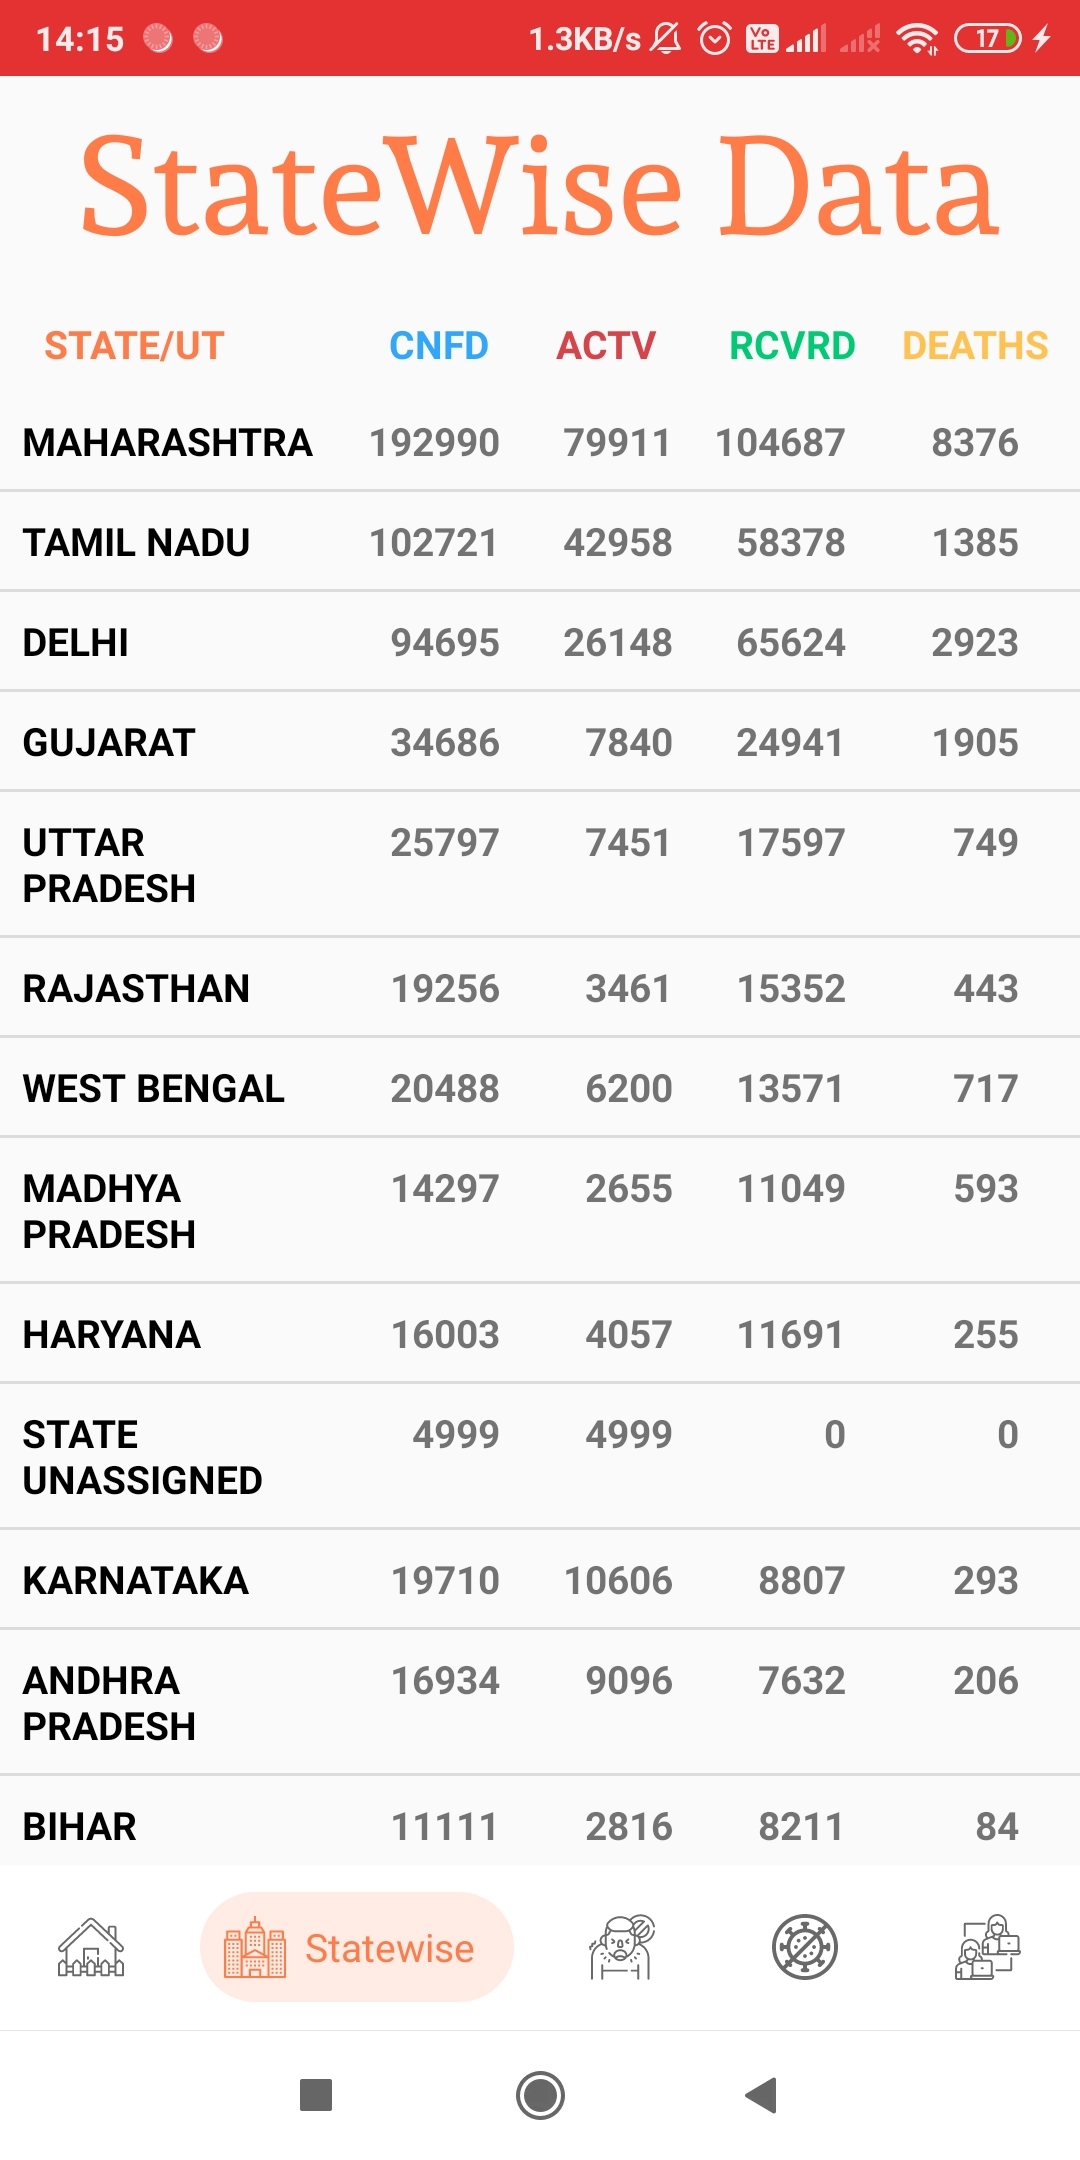 14:15 1.3KB/s Vo LTE 17
StateWise Data
STATE/UT CNFD ACTV RCVRD DEATHS
MAHARASHTRA 192990 79911 104687 8376
TAMIL NADU 102721 42958 58378 1385
DELHI 94695 26148 65624 2923
GUJARAT 34686 7840 24941 1905
UTTAR 25797 7451 17597 749
PRADESH
RAJASTHAN 19256 3461 15352 443
WEST BENGAL 20488 6200 13571 717
MADHYA 14297 2655 11049 593
PRADESH
HARYANA 16003 4057 11691 255
STATE 4999 4999 0 0
UNASSIGNED
KARNATAKA 19710 10606 8807 293
ANDHRA 16934 9096 7632 206
PRADESH
BIHAR 11111 2816 8211 84
Statewise